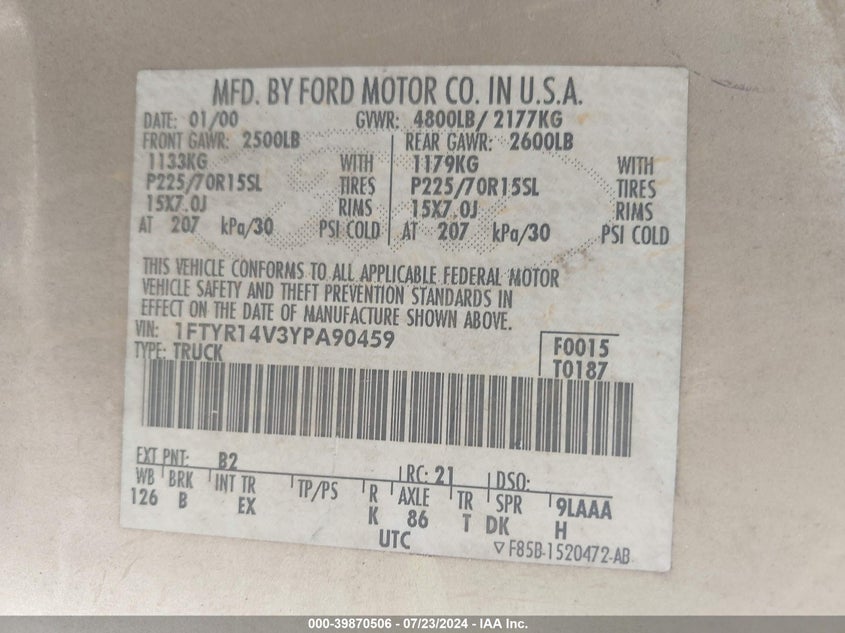 MFD. BY FORD MOTOR CO. IN U.S.A.
DATE: 01/00 GVWR: 4800LB/ 2177KG
FRONT GAWR: 2500LB REAR GAWR: 2600LB
1133KG WITH 1179KG WITH
P225/70R15SL TIRES P225/70R15SL TIRES
15X7.0J RIMS 15X7.0J RIMS
AT 207 kPa/30 PSI COLD AT 207 kPa/30 PSI COLD
THIS VEHICLE CONFORMS TO ALL APPLICABLE FEDERAL MOTOR
VEHICLE SAFETY AND THEFT PREVENTION STANDARDS IN
EFFECT ON THE DATE OF MANUFACTURE SHOWN ABOVE.
VIN: 1FTYR14V3YPA90459 F0015
TYPE: TRUCK T0187
EXT PNT: B2 RC: 21 DSO:
WB BRK INT TR TP/PS R AXLE TR SPR 9LAAA
126 B EX K 86 T DK H
UTC F85B-1520472-AB
000-39870506 - 07/23/2024 - IAA Inc.